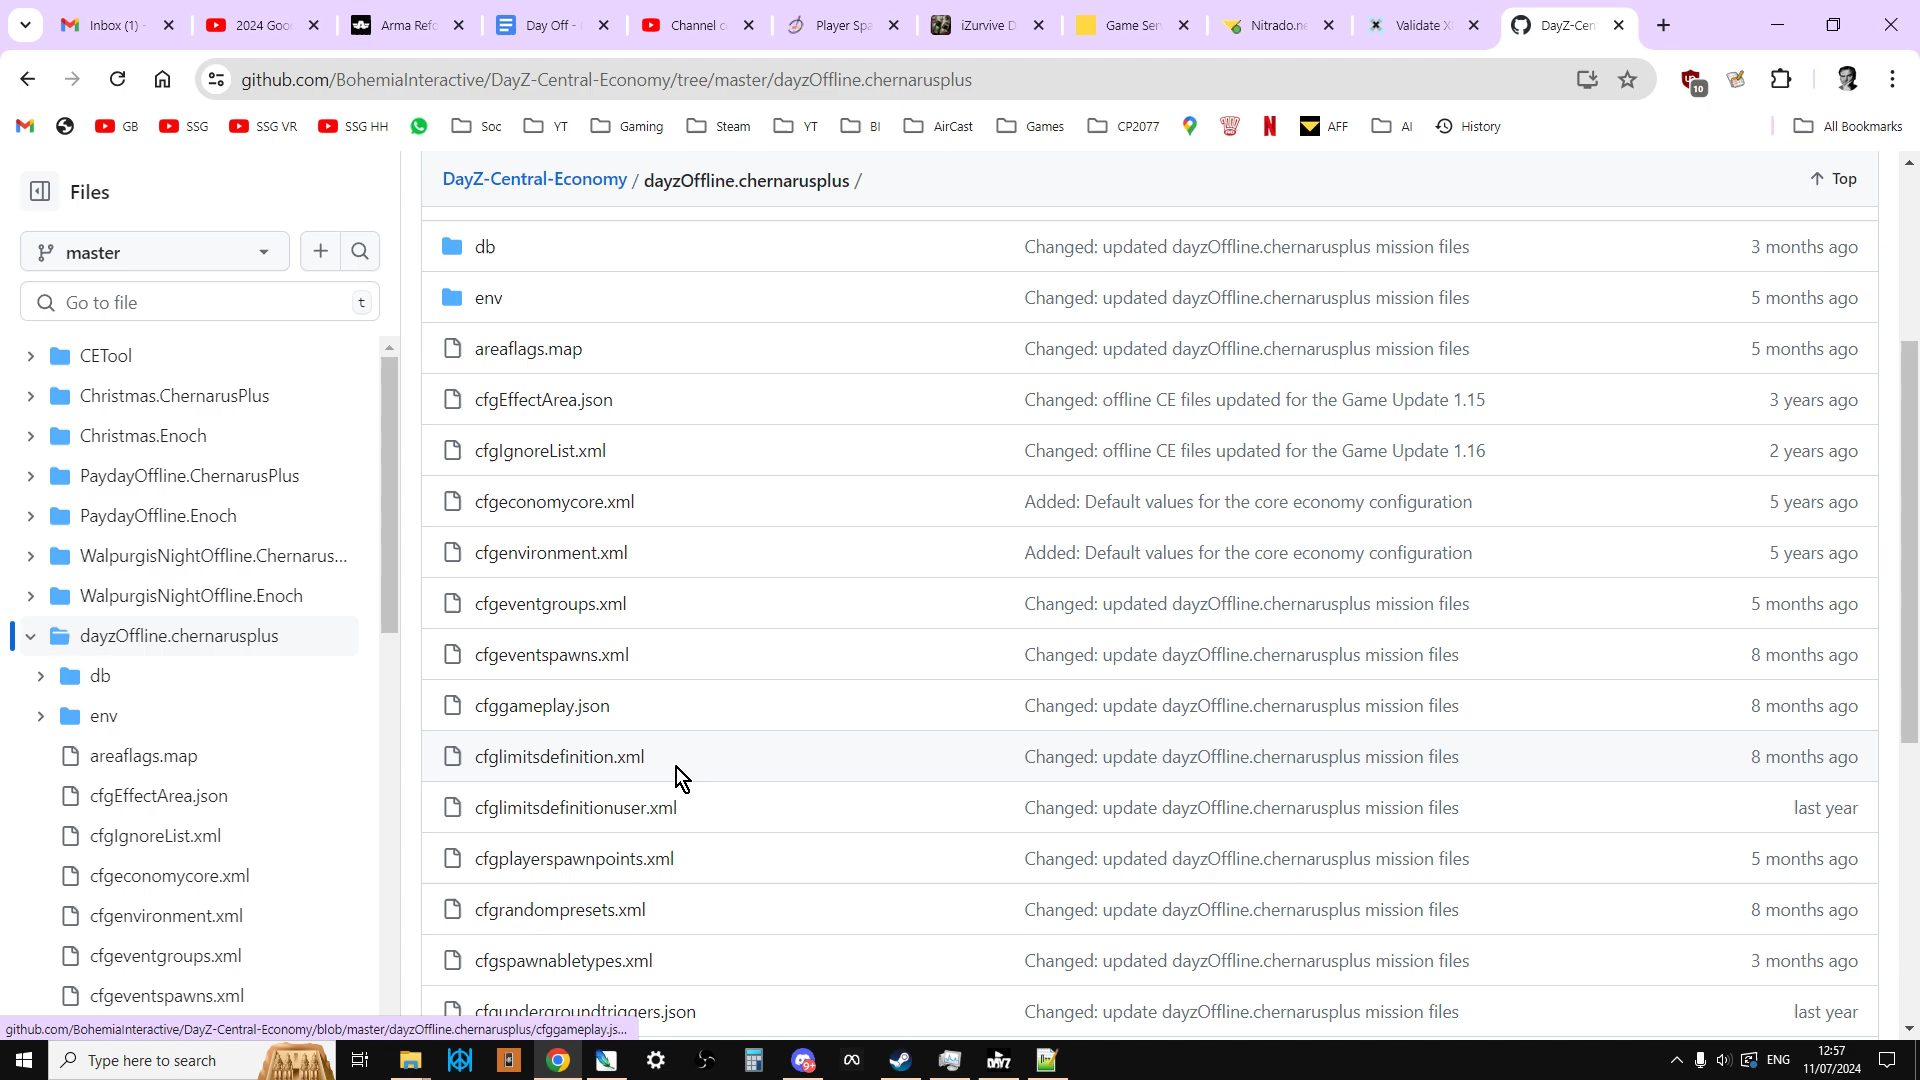 Inbox (1) -
2024 Goo
Arma Refo
Day Off -
Channel c
Player Spa
iZurvive D
Game Ser
Nitrado.ne
Validate X
DayZ-Cen
github.com/BohemiaInteractive/DayZ-Central-Economy/tree/master/dayzOffline.chernarusplus
10
GB
SSG
SSG VR
SSG HH
Soc
YT
Gaming
Steam
YT
BI
AirCast
Games
CP2077
AFF
AI
History
All Bookmarks
Files
master
Go to file
t
CETool
Christmas.ChernarusPlus
Christmas.Enoch
PaydayOffline.ChernarusPlus
PaydayOffline.Enoch
WalpurgisNightOffline.Chernarus...
WalpurgisNightOffline.Enoch
dayzOffline.chernarusplus
db
env
areaflags.map
cfgEffectArea.json
cfgIgnoreList.xml
cfgeconomycore.xml
cfgenvironment.xml
cfgeventgroups.xml
cfgeventspawns.xml
DayZ-Central-Economy / dayzOffline.chernarusplus /
Top
db Changed: updated dayzOffline.chernarusplus mission files 3 months ago
env Changed: updated dayzOffline.chernarusplus mission files 5 months ago
areaflags.map Changed: updated dayzOffline.chernarusplus mission files 5 months ago
cfgEffectArea.json Changed: offline CE files updated for the Game Update 1.15 3 years ago
cfgIgnoreList.xml Changed: offline CE files updated for the Game Update 1.16 2 years ago
cfgeconomycore.xml Added: Default values for the core economy configuration 5 years ago
cfgenvironment.xml Added: Default values for the core economy configuration 5 years ago
cfgeventgroups.xml Changed: updated dayzOffline.chernarusplus mission files 5 months ago
cfgeventspawns.xml Changed: update dayzOffline.chernarusplus mission files 8 months ago
cfggameplay.json Changed: update dayzOffline.chernarusplus mission files 8 months ago
cfglimitsdefinition.xml Changed: update dayzOffline.chernarusplus mission files 8 months ago
cfglimitsdefinitionuser.xml Changed: update dayzOffline.chernarusplus mission files last year
cfgplayerspawnpoints.xml Changed: updated dayzOffline.chernarusplus mission files 5 months ago
cfgrandompresets.xml Changed: update dayzOffline.chernarusplus mission files 8 months ago
cfgspawnabletypes.xml Changed: updated dayzOffline.chernarusplus mission files 3 months ago
cfgundergroundtriggers.json Changed: update dayzOffline.chernarusplus mission files last year
github.com/BohemiaInteractive/DayZ-Central-Economy/blob/master/dayzOffline.chernarusplus/cfggameplay.js...
Type here to search
DAYZ
ENG
12:57
11/07/2024